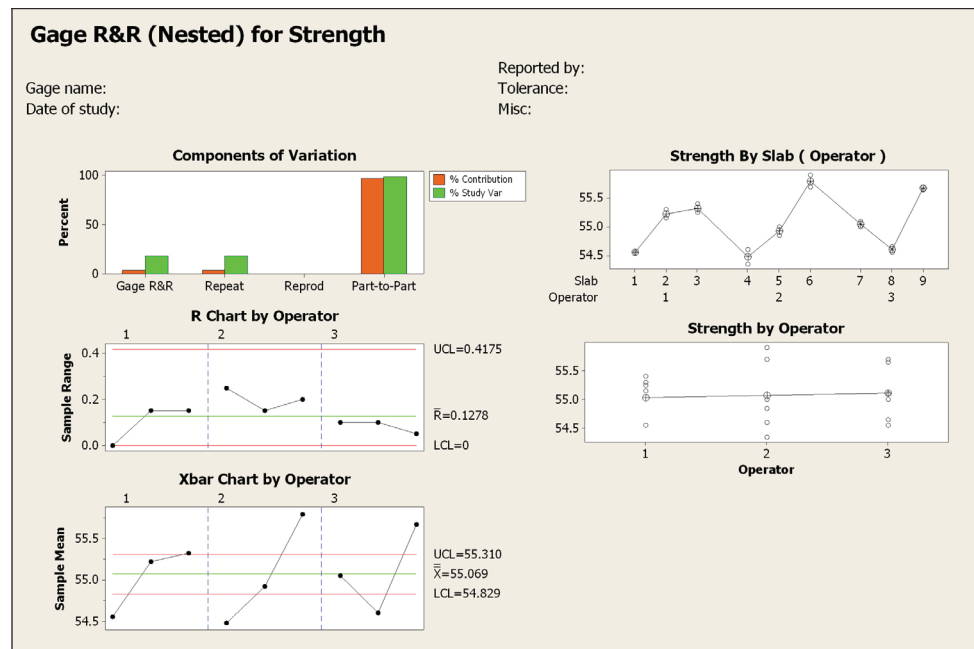 Gage R&R (Nested) for Strength
Reported by:
Gage name:
Tolerance:
Date of study:
Misc:
Components of Variation
100
50
0
Percent
Gage R&R Repeat Reprod Part-to-Part
% Contribution
% Study Var
R Chart by Operator
1 2 3
0.4
0.2
0.0
Sample Range
UCL=0.4175
R̅=0.1278
LCL=0
Xbar Chart by Operator
1 2 3
55.5
55.0
54.5
Sample Mean
UCL=55.310
X̿=55.069
LCL=54.829
Strength By Slab ( Operator )
55.5
55.0
54.5
Slab 1 2 3 4 5 6 7 8 9
Operator 1 2 3
Strength by Operator
55.5
55.0
54.5
1 2 3
Operator